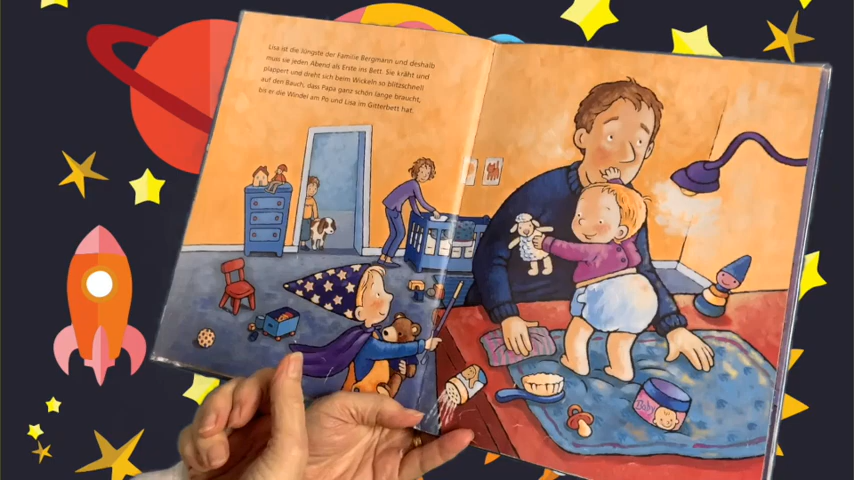 Lisa ist die Jüngste der Familie Bergmann und deshalb
muss sie jeden Abend als Erste ins Bett. Sie kräht und
plappert und dreht sich beim Wickeln so blitzschnell
auf den Bauch, dass Papa ganz schön lange braucht,
bis er die Windel am Po und Lisa im Gitterbett hat.
Baby